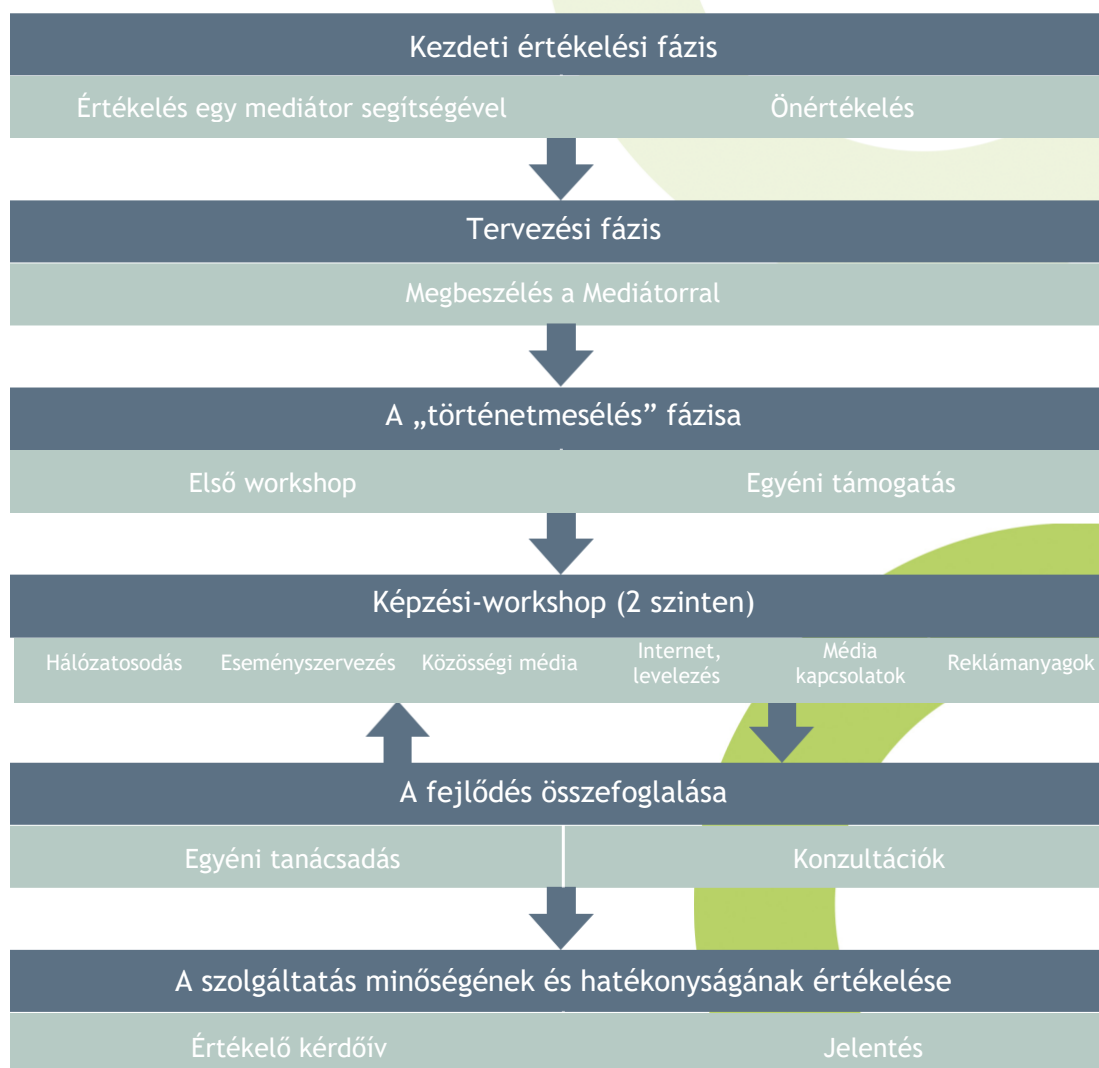 Kezdeti értékelési fázis
Értékelés egy mediátor segítségével
Önértékelés
Tervezési fázis
Megbeszélés a Mediátorral
A „történetmesélés” fázisa
Első workshop
Egyéni támogatás
Képzési-workshop (2 szinten)
Hálózatosodás
Eseményszervezés
Közösségi média
Internet,
levelezés
Média
kapcsolatok
Reklámanyagok
A fejlődés összefoglalása
Egyéni tanácsadás
Konzultációk
A szolgáltatás minőségének és hatékonyságának értékelése
Értékelő kérdőív
Jelentés